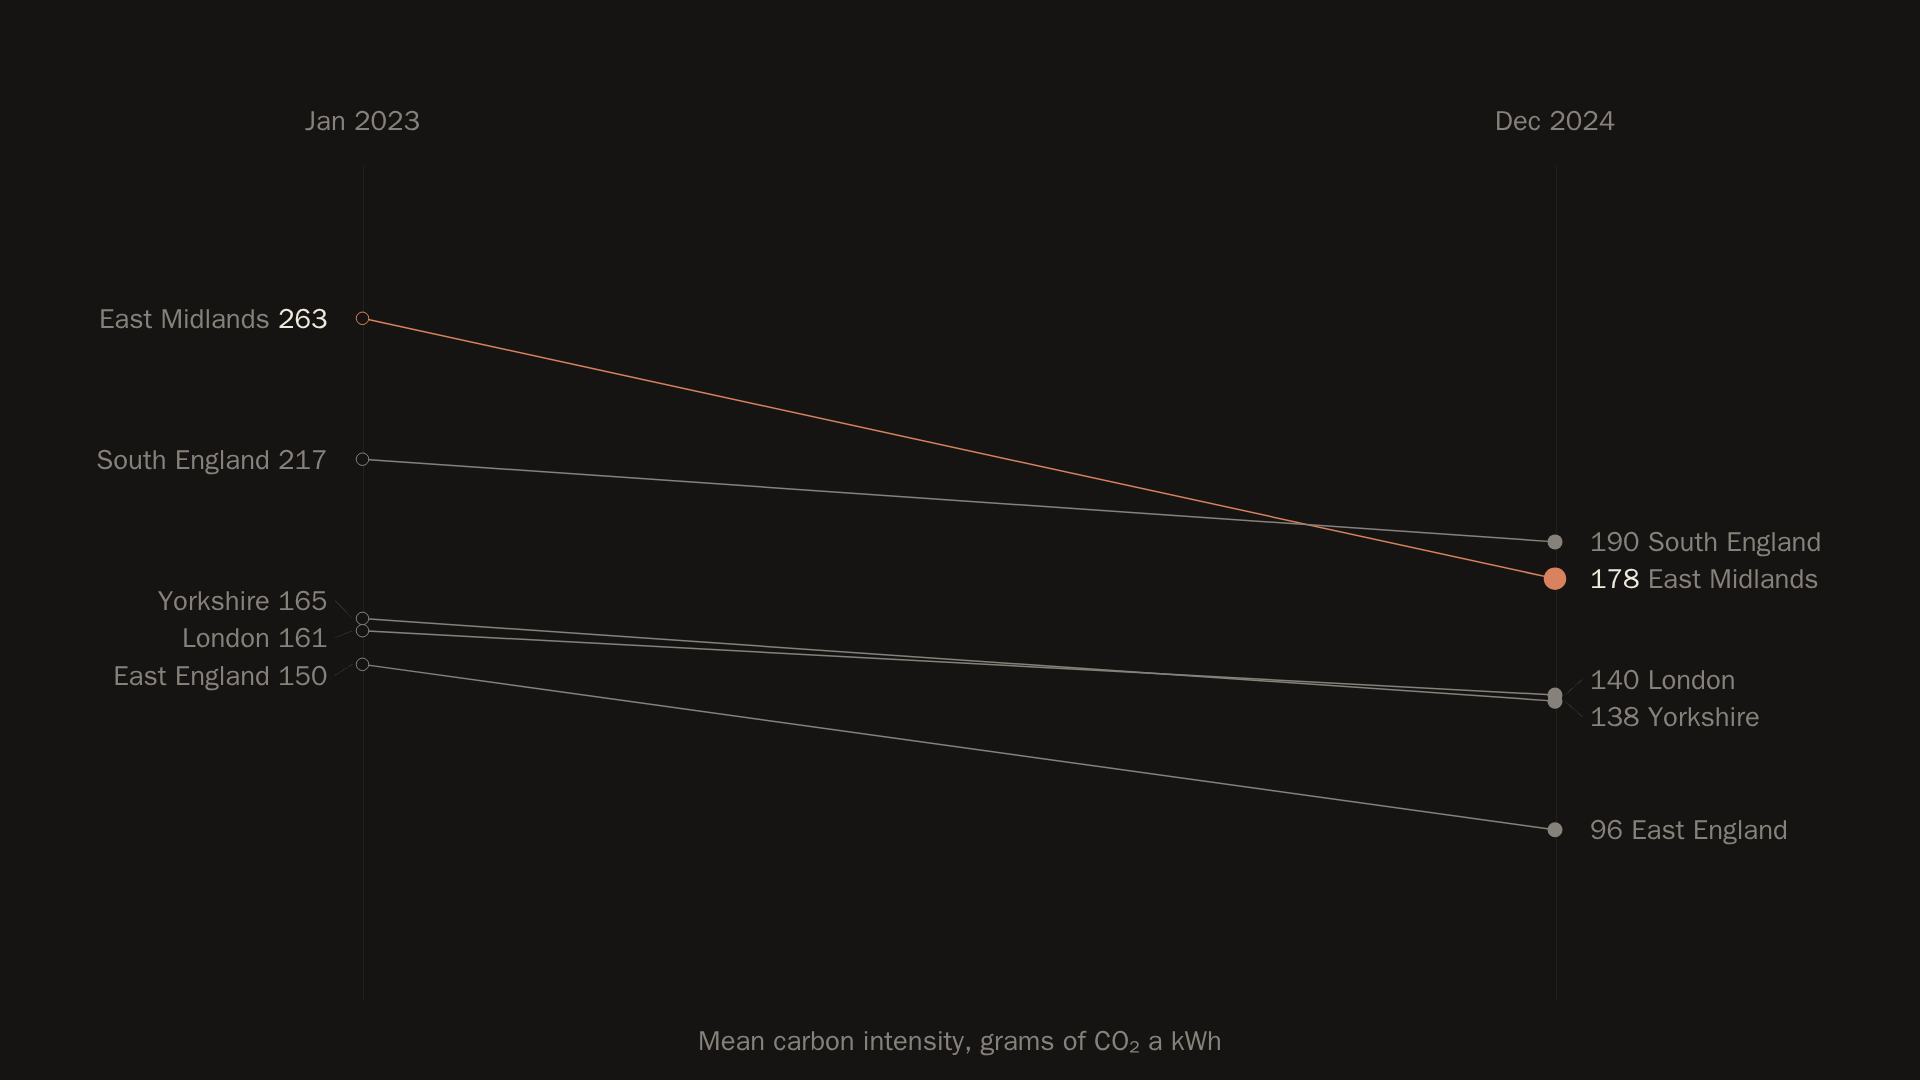 Jan 2023
Dec 2024
East Midlands 263
South England 217
Yorkshire 165
London 161
East England 150
190 South England
178 East Midlands
140 London
138 Yorkshire
96 East England
Mean carbon intensity, grams of CO₂ a kWh